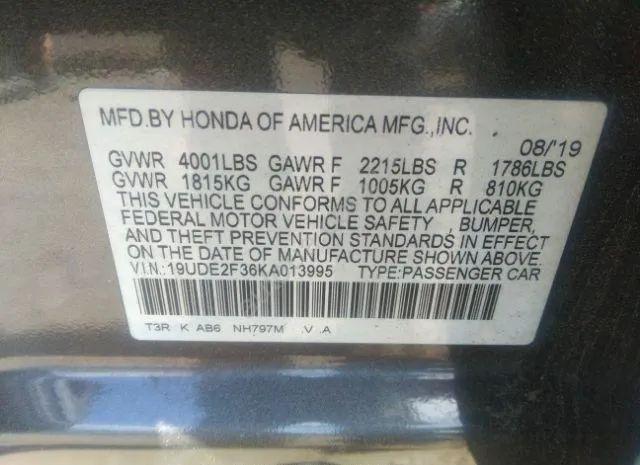 MFD.BY HONDA OF AMERICA MFG.,INC.
08/'19
GVWR 4001LBS GAWR F 2215LBS R 1786LBS
GVWR 1815KG GAWR F 1005KG R 810KG
THIS VEHICLE CONFORMS TO ALL APPLICABLE
FEDERAL MOTOR VEHICLE SAFETY , BUMPER,
AND THEFT PREVENTION STANDARDS IN EFFECT
ON THE DATE OF MANUFACTURE SHOWN ABOVE.
V.I.N.:19UDE2F36KA013995 TYPE:PASSENGER CAR
T3R K AB6 NH797M .V .A